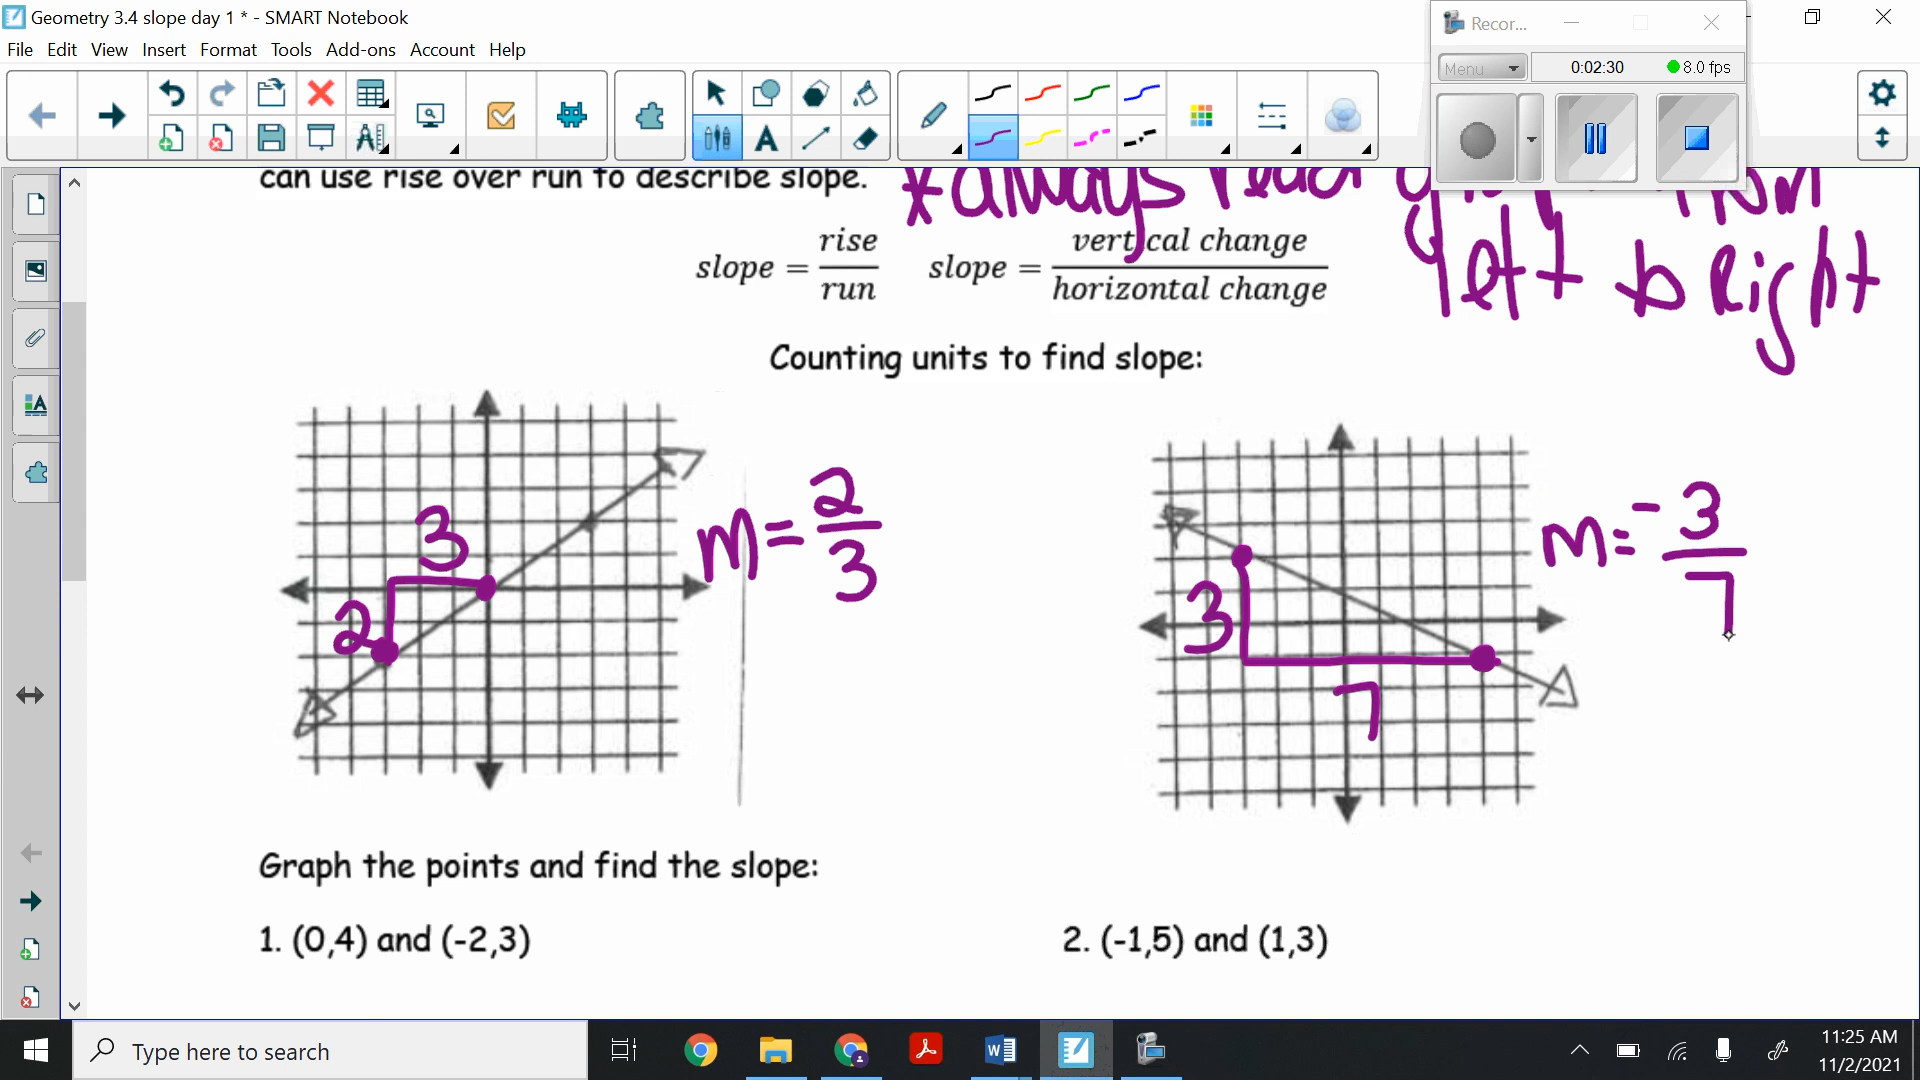 Geometry 3.4 slope day 1 * - SMART Notebook
File Edit View Insert Format Tools Add-ons Account Help
Recor...
Menu 0:02:30 8.0 fps
can use rise over run to describe slope.
*always read
from
left to right
slope = rise/run slope = vertical change/horizontal change
Counting units to find slope:
3
2
m = 2/3
3
7
m = -3/7
Graph the points and find the slope:
1. (0,4) and (-2,3)
2. (-1,5) and (1,3)
Type here to search
11:25 AM
11/2/2021